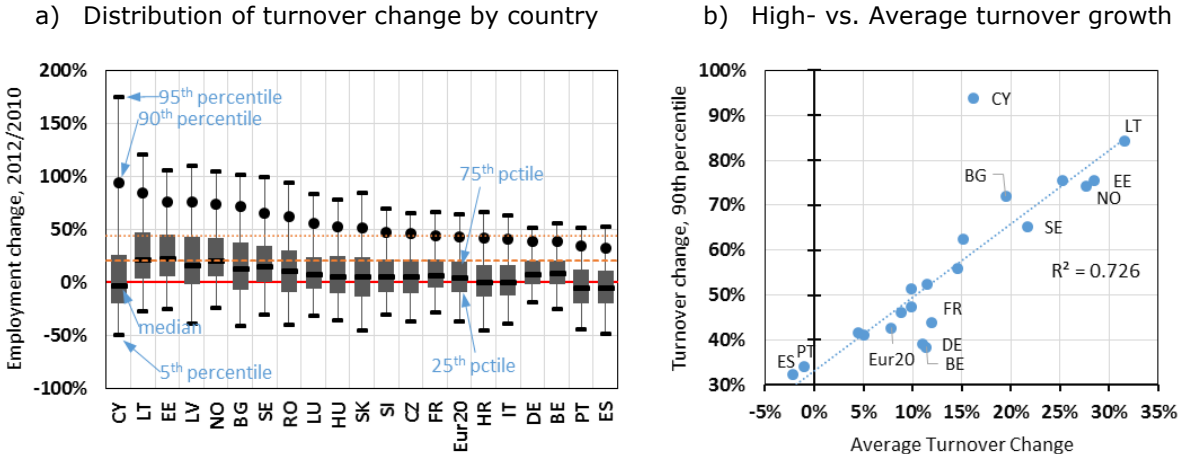 a) Distribution of turnover change by country
Employment change, 2012/2010
200%
150%
100%
50%
0%
-50%
-100%
95th percentile
90th percentile
75th pctile
median
5th percentile
25th pctile
CY LT EE LV NO BG SE RO LU HU SK SI CZ FR Eur20 HR IT DE BE PT ES
b) High- vs. Average turnover growth
Turnover change, 90th percentile
100%
90%
80%
70%
60%
50%
40%
30%
CY
LT
BG
EE
NO
SE
R² = 0.726
FR
DE
Eur20
BE
PT
ES
-5% 0% 5% 10% 15% 20% 25% 30% 35%
Average Turnover Change